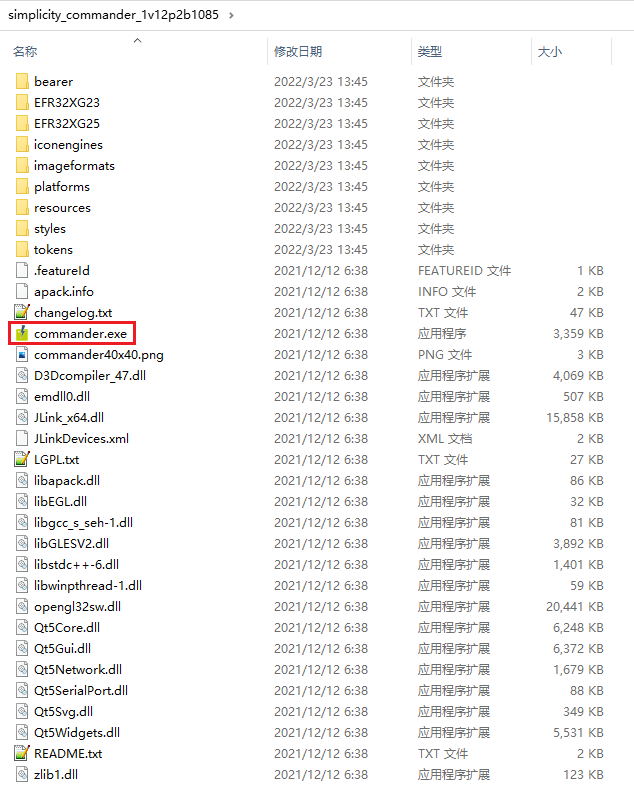 simplicity_commander_1v12p2b1085 >
名称 修改日期 类型 大小
bearer 2022/3/23 13:45 文件夹
EFR32XG23 2022/3/23 13:45 文件夹
EFR32XG25 2022/3/23 13:45 文件夹
iconengines 2022/3/23 13:45 文件夹
imageformats 2022/3/23 13:45 文件夹
platforms 2022/3/23 13:45 文件夹
resources 2022/3/23 13:45 文件夹
styles 2022/3/23 13:45 文件夹
tokens 2022/3/23 13:45 文件夹
.featureId 2021/12/12 6:38 FEATUREID 文件 1 KB
apack.info 2021/12/12 6:38 INFO 文件 2 KB
changelog.txt 2021/12/12 6:38 TXT 文件 47 KB
commander.exe 2021/12/12 6:38 应用程序 3,359 KB
commander40x40.png 2021/12/12 6:38 PNG 文件 3 KB
D3Dcompiler_47.dll 2021/12/12 6:38 应用程序扩展 4,069 KB
emdll0.dll 2021/12/12 6:38 应用程序扩展 507 KB
JLink_x64.dll 2021/12/12 6:38 应用程序扩展 15,858 KB
JLinkDevices.xml 2021/12/12 6:38 XML 文档 2 KB
LGPL.txt 2021/12/12 6:38 TXT 文件 27 KB
libapack.dll 2021/12/12 6:38 应用程序扩展 86 KB
libEGL.dll 2021/12/12 6:38 应用程序扩展 32 KB
libgcc_s_seh-1.dll 2021/12/12 6:38 应用程序扩展 81 KB
libGLESV2.dll 2021/12/12 6:38 应用程序扩展 3,892 KB
libstdc++-6.dll 2021/12/12 6:38 应用程序扩展 1,401 KB
libwinpthread-1.dll 2021/12/12 6:38 应用程序扩展 59 KB
opengl32sw.dll 2021/12/12 6:38 应用程序扩展 20,441 KB
Qt5Core.dll 2021/12/12 6:38 应用程序扩展 6,248 KB
Qt5Gui.dll 2021/12/12 6:38 应用程序扩展 6,372 KB
Qt5Network.dll 2021/12/12 6:38 应用程序扩展 1,679 KB
Qt5SerialPort.dll 2021/12/12 6:38 应用程序扩展 88 KB
Qt5Svg.dll 2021/12/12 6:38 应用程序扩展 349 KB
Qt5Widgets.dll 2021/12/12 6:38 应用程序扩展 5,531 KB
README.txt 2021/12/12 6:38 TXT 文件 2 KB
zlib1.dll 2021/12/12 6:38 应用程序扩展 123 KB